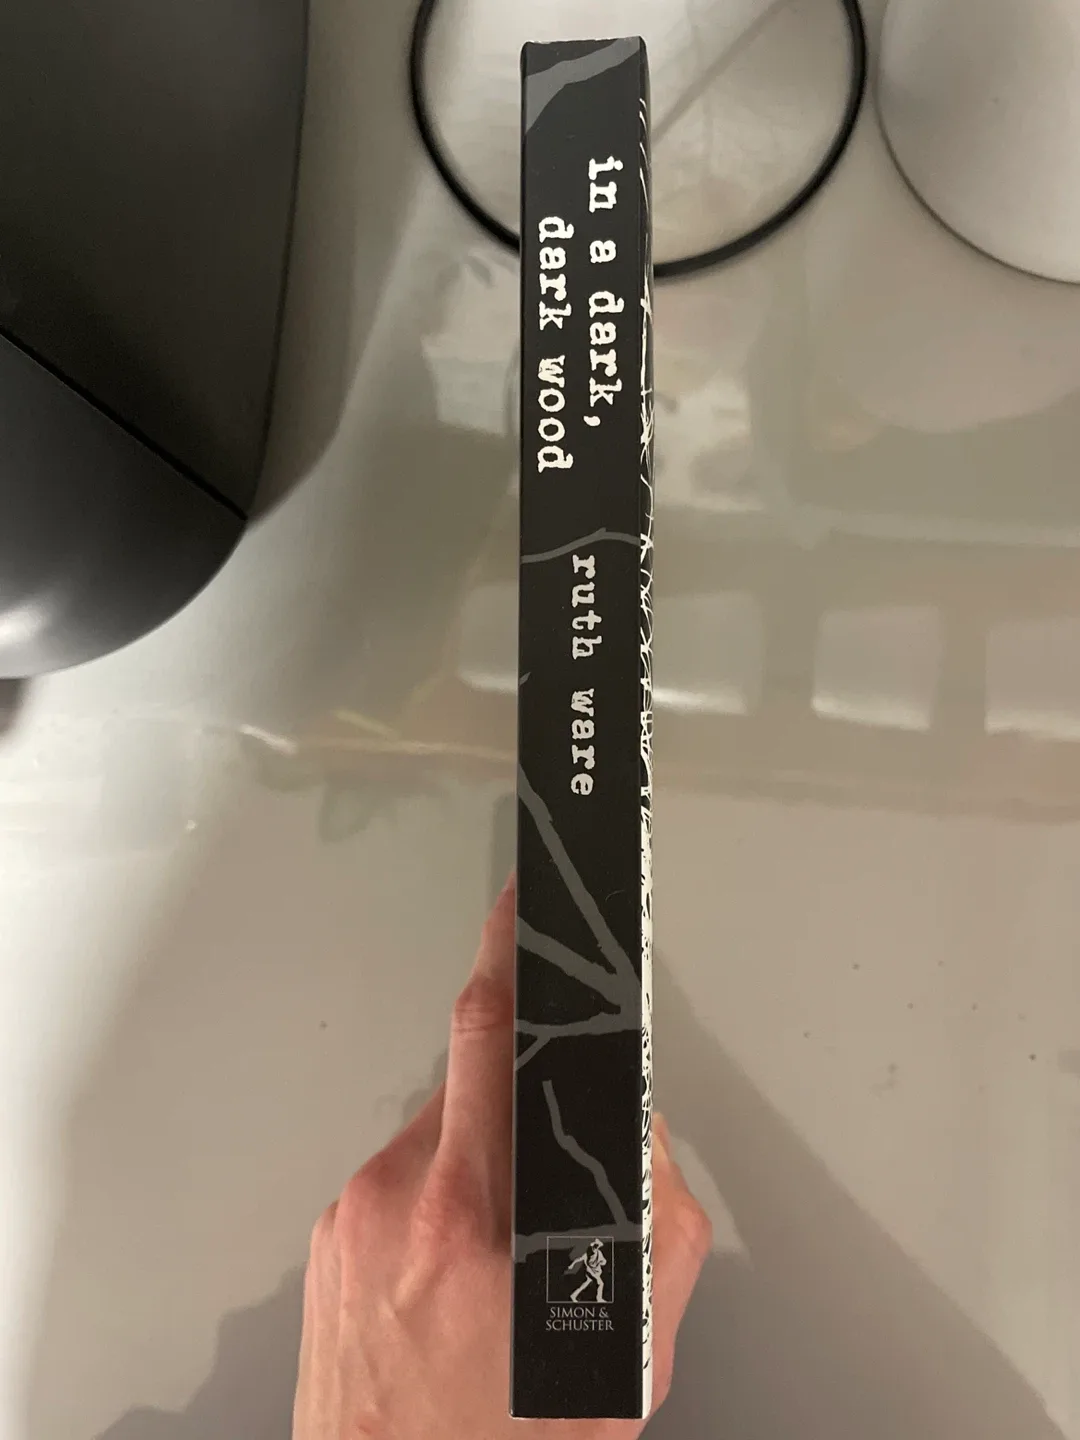 in a dark,
dark wood
ruth ware
SIMON &
SCHUSTER